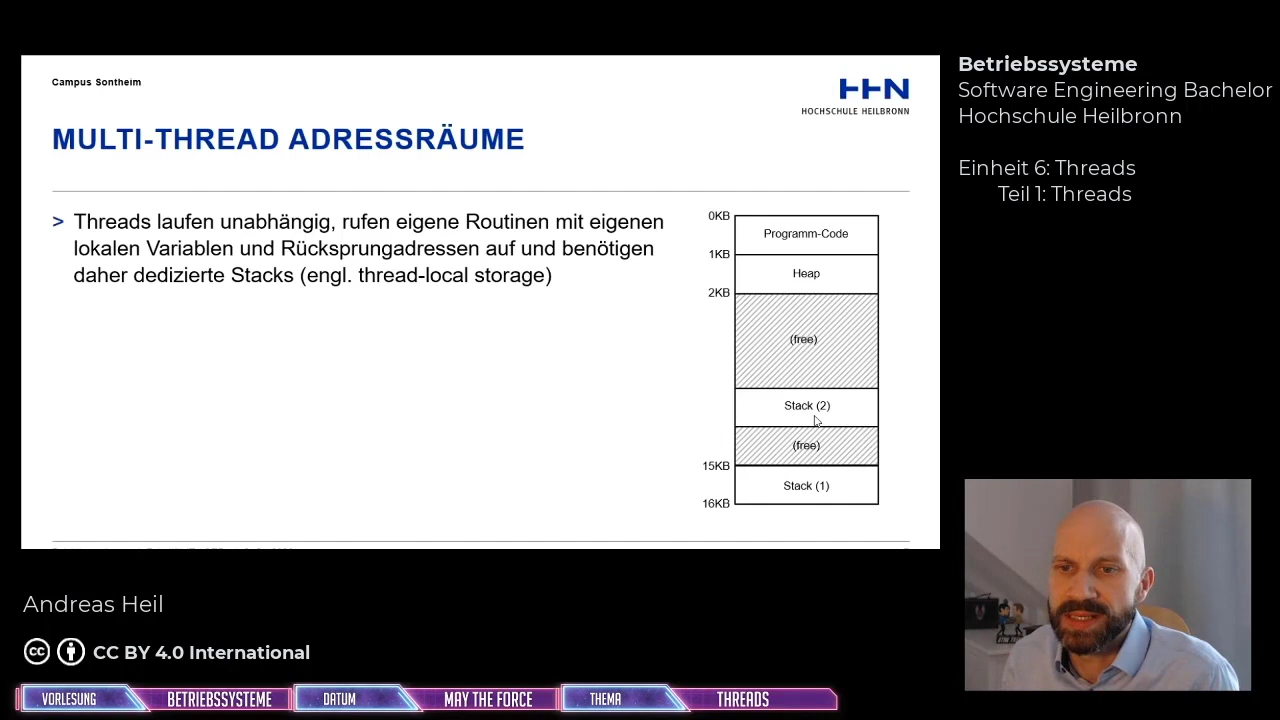 Campus Sontheim
HHN
HOCHSCHULE HEILBRONN
MULTI-THREAD ADRESSRÄUME
> Threads laufen unabhängig, rufen eigene Routinen mit eigenen
lokalen Variablen und Rücksprungadressen auf und benötigen
daher dedizierte Stacks (engl. thread-local storage)
0KB
Programm-Code
1KB
Heap
2KB
(free)
Stack (2)
(free)
15KB
Stack (1)
16KB
Betriebssysteme
Software Engineering Bachelor
Hochschule Heilbronn
Einheit 6: Threads
Teil 1: Threads
Andreas Heil
cc CC BY 4.0 International
VORLESUNG BETRIEBSSYSTEME DATUM MAY THE FORCE THEMA THREADS